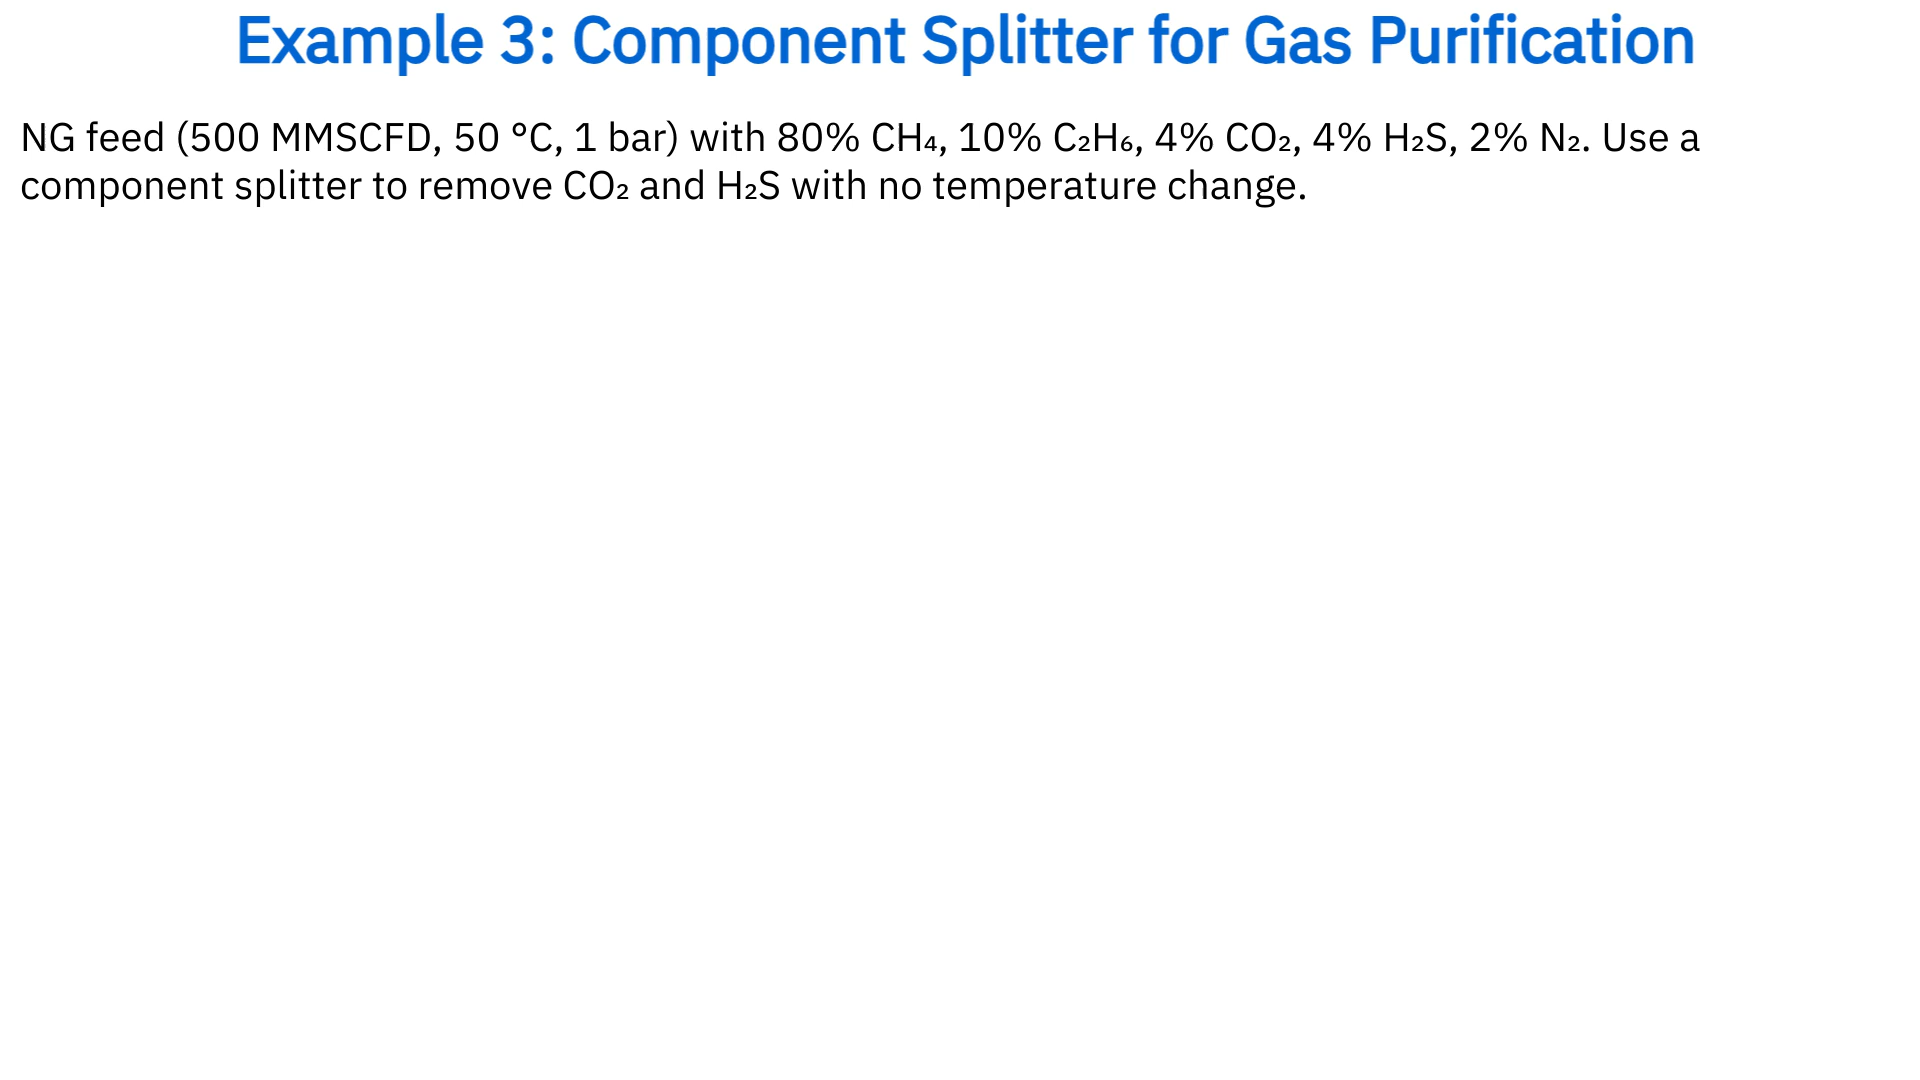 Example 3: Component Splitter for Gas Purification
NG feed (500 MMSCFD, 50 °C, 1 bar) with 80% CH₄, 10% C₂H₆, 4% CO₂, 4% H₂S, 2% N₂. Use a
component splitter to remove CO₂ and H₂S with no temperature change.